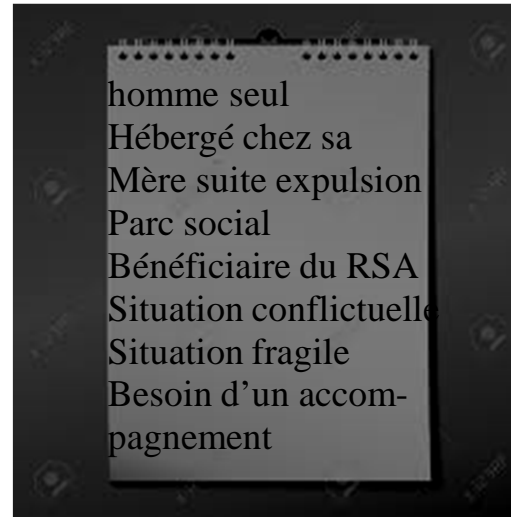 homme seul
Hébergé chez sa
Mère suite expulsion
Parc social
Bénéficiaire du RSA
Situation conflictuelle
Situation fragile
Besoin d’un accom-
pagnement